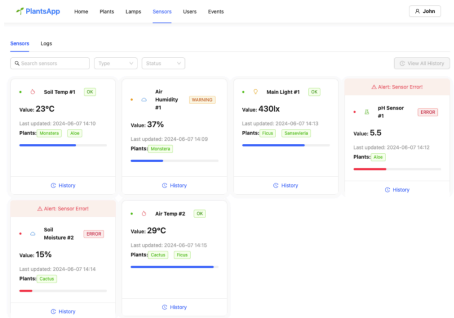 PlantsApp Home Plants Lamps Sensors Users Events John
Sensors Logs
Search sensors Type Status View All History
Soil Temp #1 OK
Value: 23°C
Last updated: 2024-06-07 14:10
Plants: Monstera Aloe
History
Air Humidity #1 WARNING
Value: 37%
Last updated: 2024-06-07 14:09
Plants: Monstera
History
Main Light #1 OK
Value: 430lx
Last updated: 2024-06-07 14:13
Plants: Ficus Sansevieria
History
Alert: Sensor Error!
pH Sensor #1 ERROR
Value: 5.5
Last updated: 2024-06-07 14:12
Plants: Aloe
History
Alert: Sensor Error!
Soil Moisture #2 ERROR
Value: 15%
Last updated: 2024-06-07 14:14
Plants: Cactus
History
Air Temp #2 OK
Value: 29°C
Last updated: 2024-06-07 14:15
Plants: Cactus Ficus
History